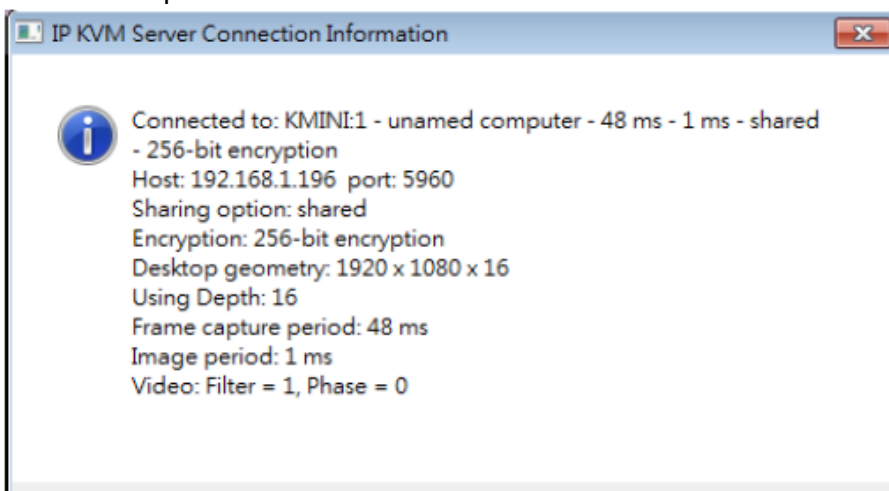 IP KVM Server Connection Information
Connected to: KMINI:1 - unamed computer - 48 ms - 1 ms - shared
- 256-bit encryption
Host: 192.168.1.196 port: 5960
Sharing option: shared
Encryption: 256-bit encryption
Desktop geometry: 1920 x 1080 x 16
Using Depth: 16
Frame capture period: 48 ms
Image period: 1 ms
Video: Filter = 1, Phase = 0